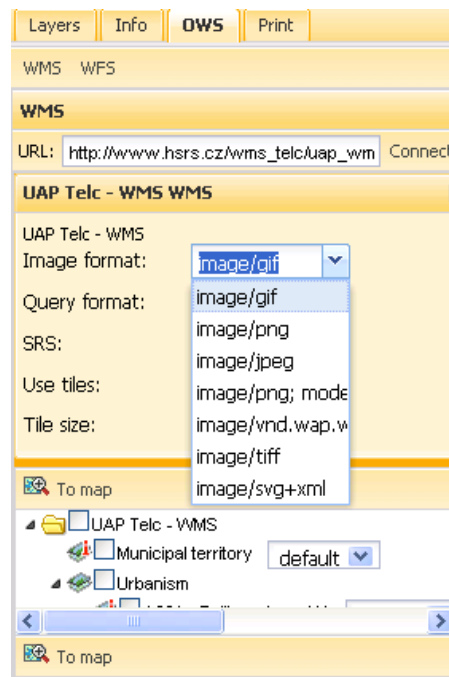 Layers Info OWS Print
WMS WFS
WMS
URL: http://www.hsrs.cz/wms_telc/uap_wm Connect
UAP Telc - WMS WMS
UAP Telc - WMS
Image format: image/gif
image/gif
Query format:
image/png
SRS:
image/jpeg
Use tiles:
image/png; mode
Tile size:
image/vnd.wap.w
image/tiff
To map
image/svg+xml
UAP Telc - WMS
Municipal territory default
Urbanism
To map